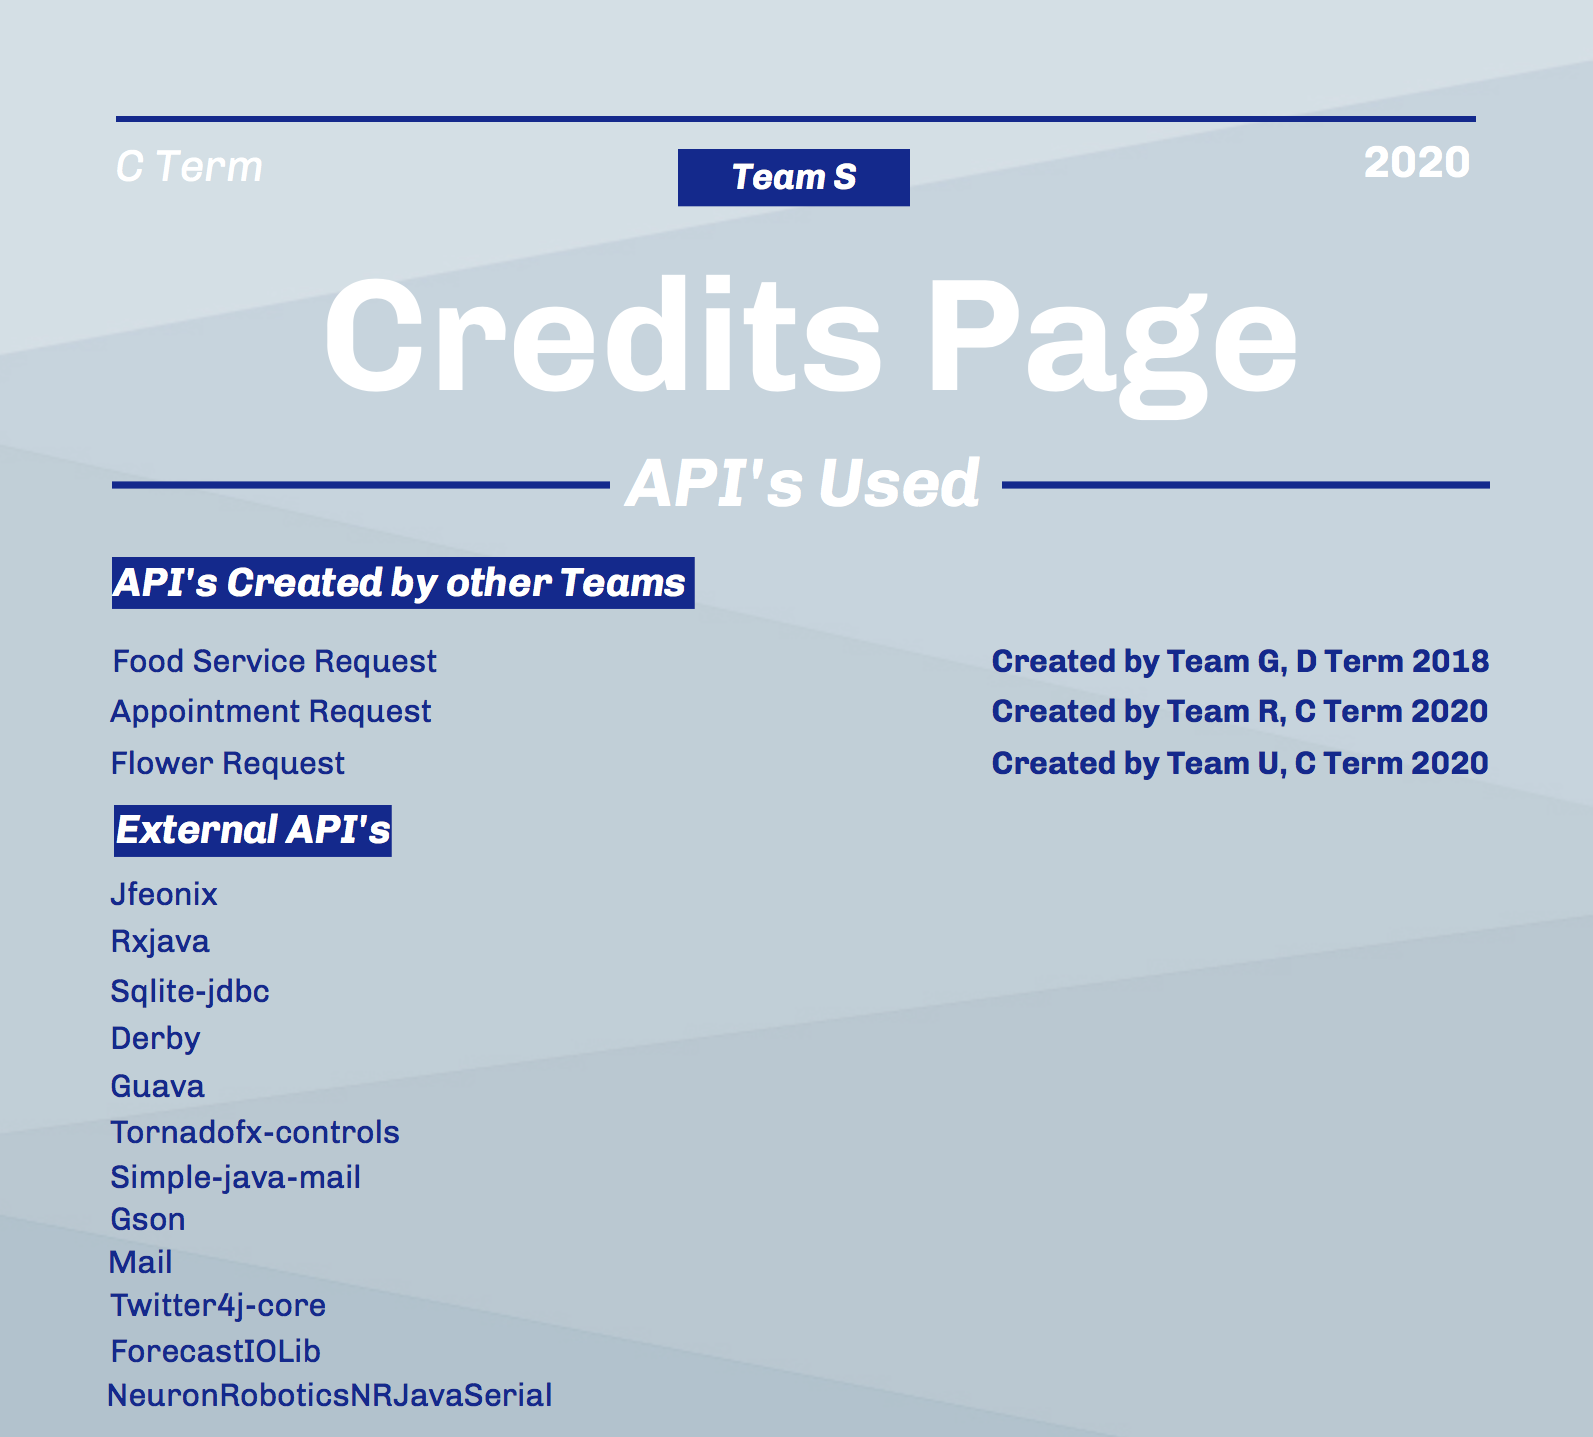 C Term
Team S
2020
Credits Page
API's Used
API's Created by other Teams
Food Service Request Created by Team G, D Term 2018
Appointment Request Created by Team R, C Term 2020
Flower Request Created by Team U, C Term 2020
External API's
Jfeonix
Rxjava
Sqlite-jdbc
Derby
Guava
Tornadofx-controls
Simple-java-mail
Gson
Mail
Twitter4j-core
ForecastIOLib
NeuronRoboticsNRJavaSerial